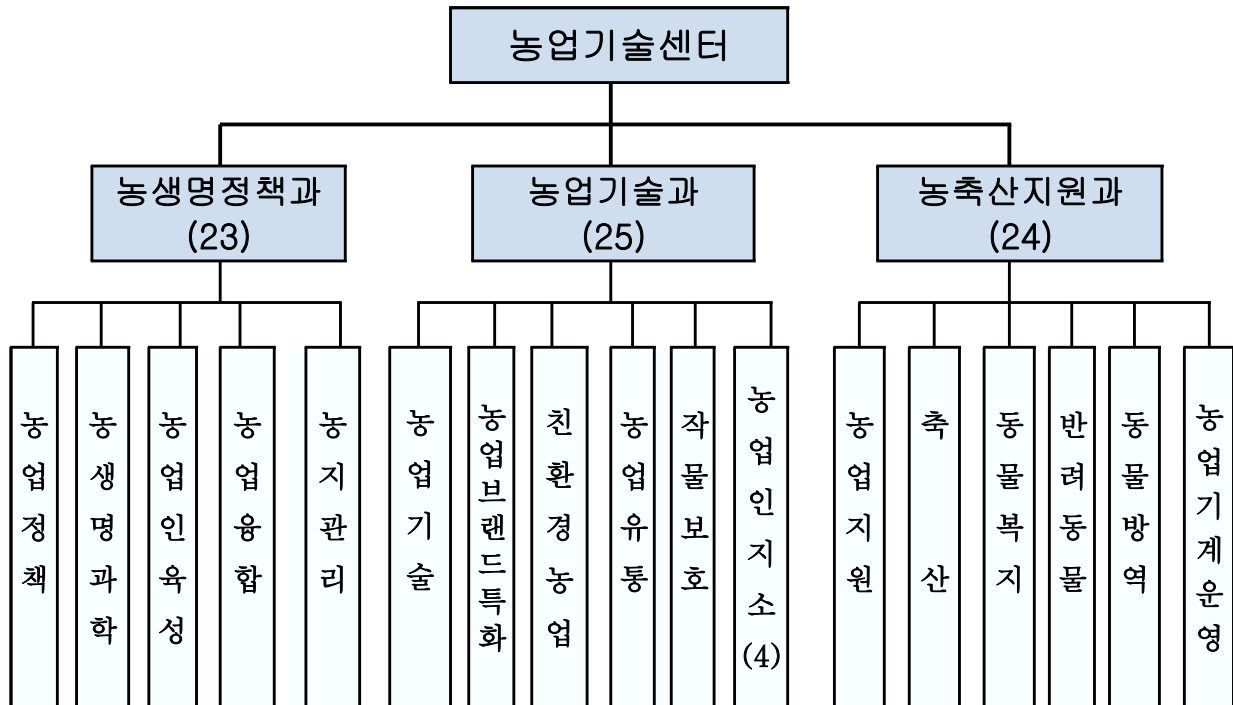 농업기술센터
농생명정책과
(23)
농업기술과
(25)
농축산지원과
(24)
농업정책
농생명과학
농업인육성
농업융합
농지관리
농업기술
농업브랜드특화
친환경농업
농업유통
작물보호
농업인지소(4)
농업지원
축산
동물복지
반려동물
동물방역
농업기계운영